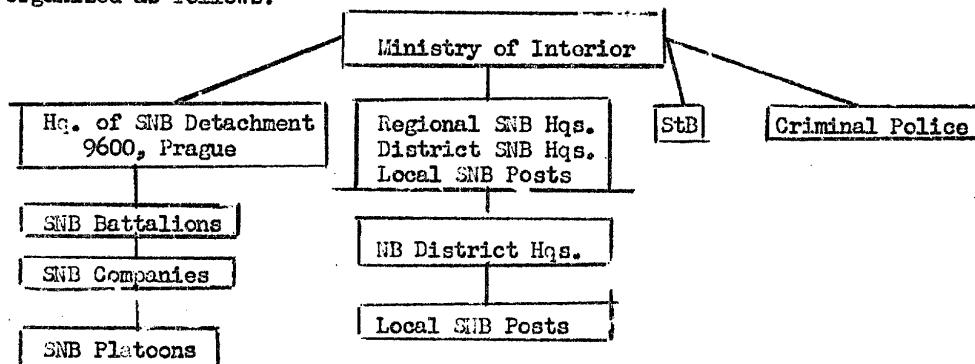 organized as follows:
Ministry of Interior
Hq. of SNB Detachment
9600, Prague
Regional SNB Hqs.
District SNB Hqs.
Local SNB Posts
StB
Criminal Police
SNB Battalions
SNB Companies
SNB Platoons
NB District Hqs.
Local SNB Posts